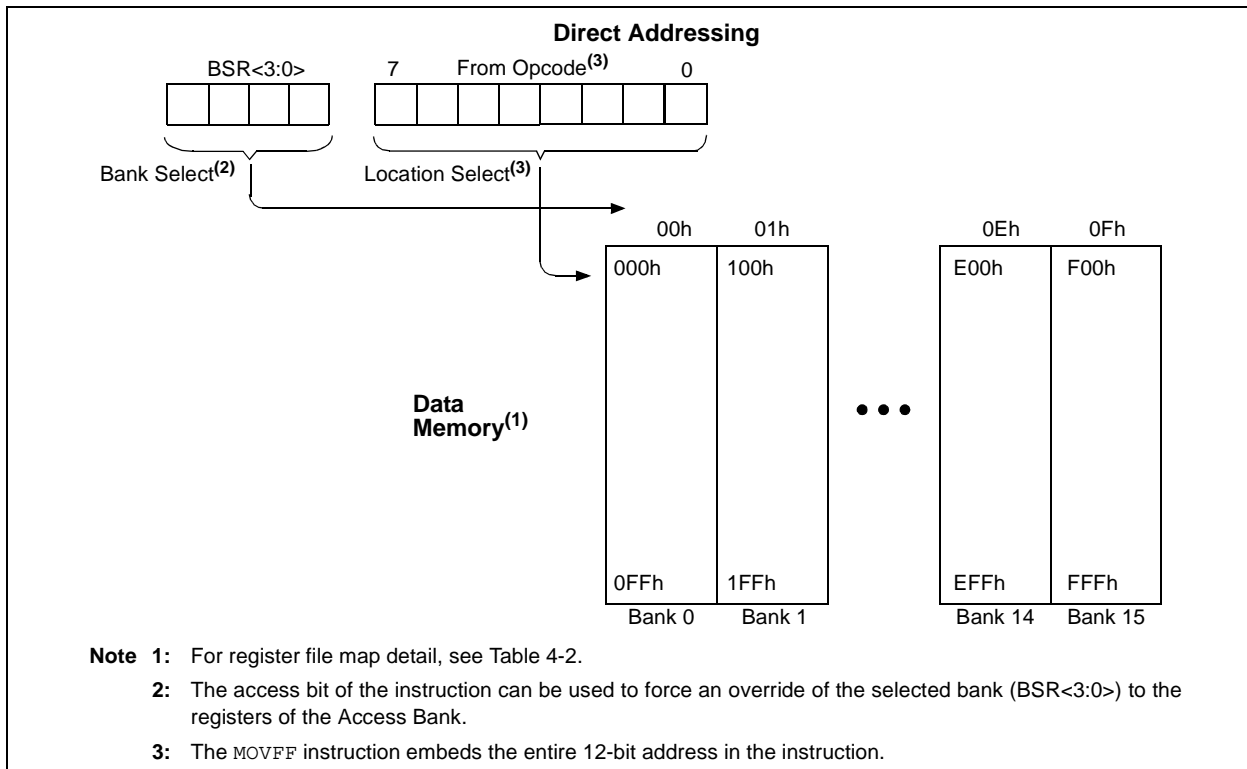 Direct Addressing
BSR<3:0> 7 From Opcode(3) 0
Bank Select(2) Location Select(3)
00h 01h 0Eh 0Fh
000h 100h E00h F00h
Data
Memory(1)
0FFh 1FFh EFFh FFFh
Bank 0 Bank 1 Bank 14 Bank 15
Note 1: For register file map detail, see Table 4-2.
2: The access bit of the instruction can be used to force an override of the selected bank (BSR<3:0>) to the
registers of the Access Bank.
3: The MOVFF instruction embeds the entire 12-bit address in the instruction.